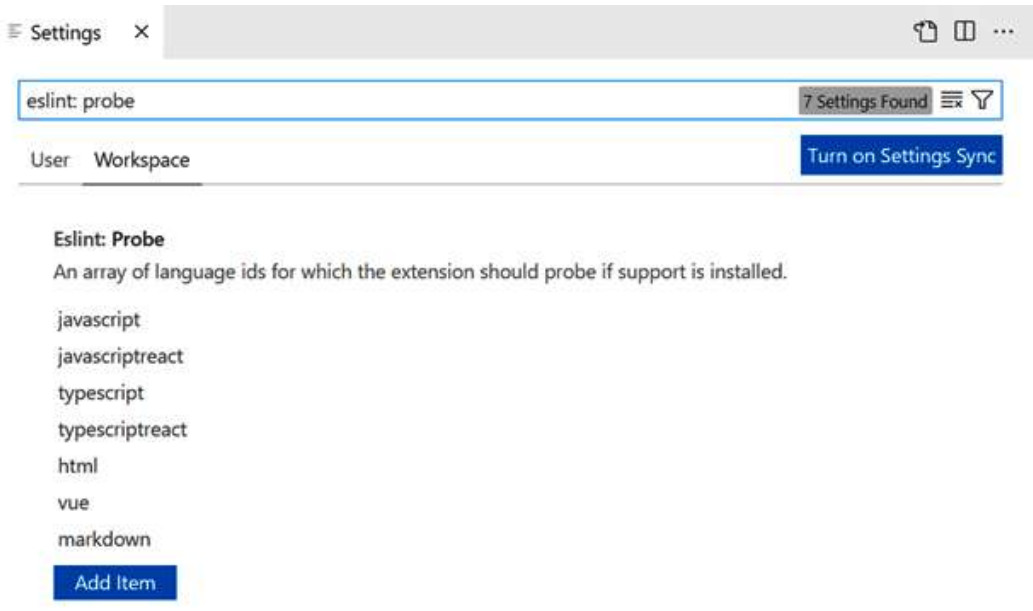 Settings
eslint: probe
7 Settings Found
User Workspace
Turn on Settings Sync
Eslint: Probe
An array of language ids for which the extension should probe if support is installed.
javascript
javascriptreact
typescript
typescriptreact
html
vue
markdown
Add Item